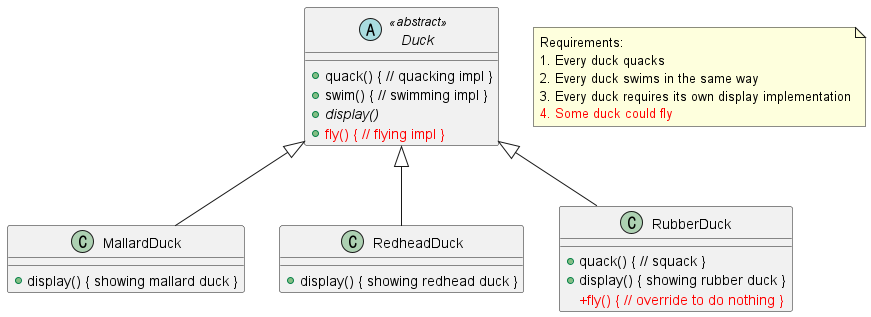 A
«abstract»
Duck
quack() { // quacking impl }
swim() { // swimming impl }
display()
fly() { // flying impl }
Requirements:
1. Every duck quacks
2. Every duck swims in the same way
3. Every duck requires its own display implementation
4. Some duck could fly
C MallardDuck
display() { showing mallard duck }
C RedheadDuck
display() { showing redhead duck }
C RubberDuck
quack() { // squack }
display() { showing rubber duck }
+fly() { // override to do nothing }